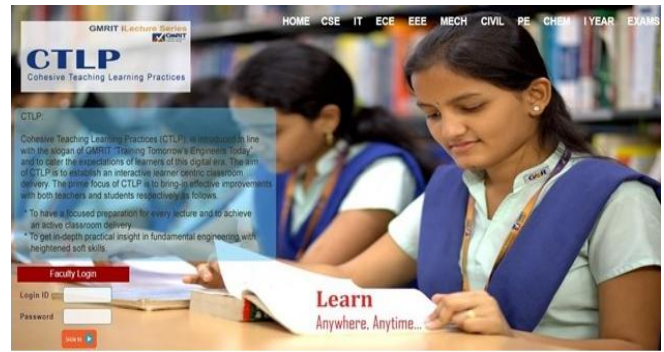 GMRIT iLecture Series
GMRIT
HOME CSE IT ECE EEE MECH CIVIL PE CHEM I YEAR EXAMS
CTLP
Cohesive Teaching Learning Practices
CTLP:
Cohesive Teaching Learning Practices (CTLP), is introduced in line
with the slogan of GMRIT "Training Tomorrow's Engineers Today",
and to cater the expectations of learners of this digital era. The aim
of CTLP is to establish an interactive learner centric classroom
delivery. The prime focus of CTLP is to bring-in effective improvements
with both teachers and students respectively as follows.
* To have a focused preparation for every lecture and to achieve
an active classroom delivery.
* To get in-depth practical insight in fundamental engineering with
heightened soft skills.
Faculty Login
Login ID
Password
Learn
Anywhere, Anytime...